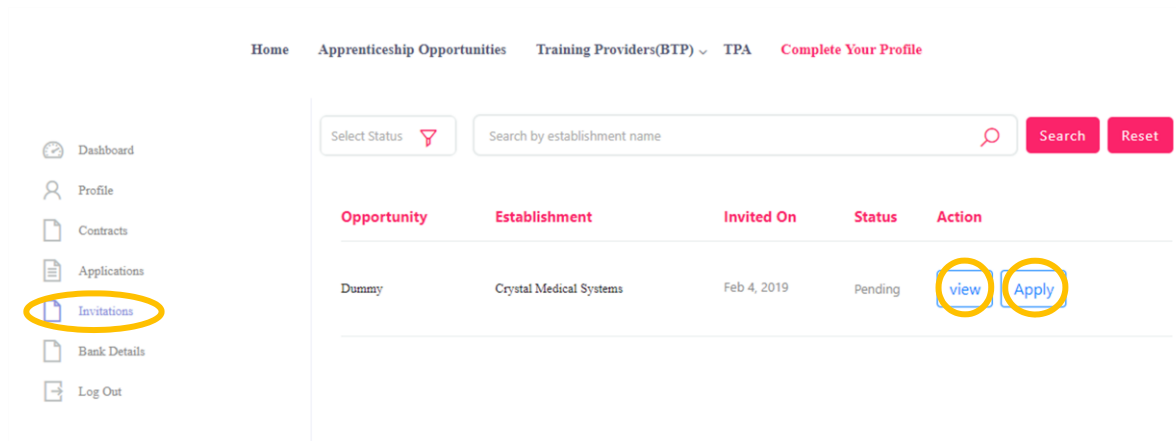 Home Apprenticeship Opportunities Training Providers(BTP) TPA Complete Your Profile
Select Status Search by establishment name Search Reset
Dashboard
Profile
Contracts
Applications
Invitations
Bank Details
Log Out
Opportunity Establishment Invited On Status Action
Dummy Crystal Medical Systems Feb 4, 2019 Pending view Apply